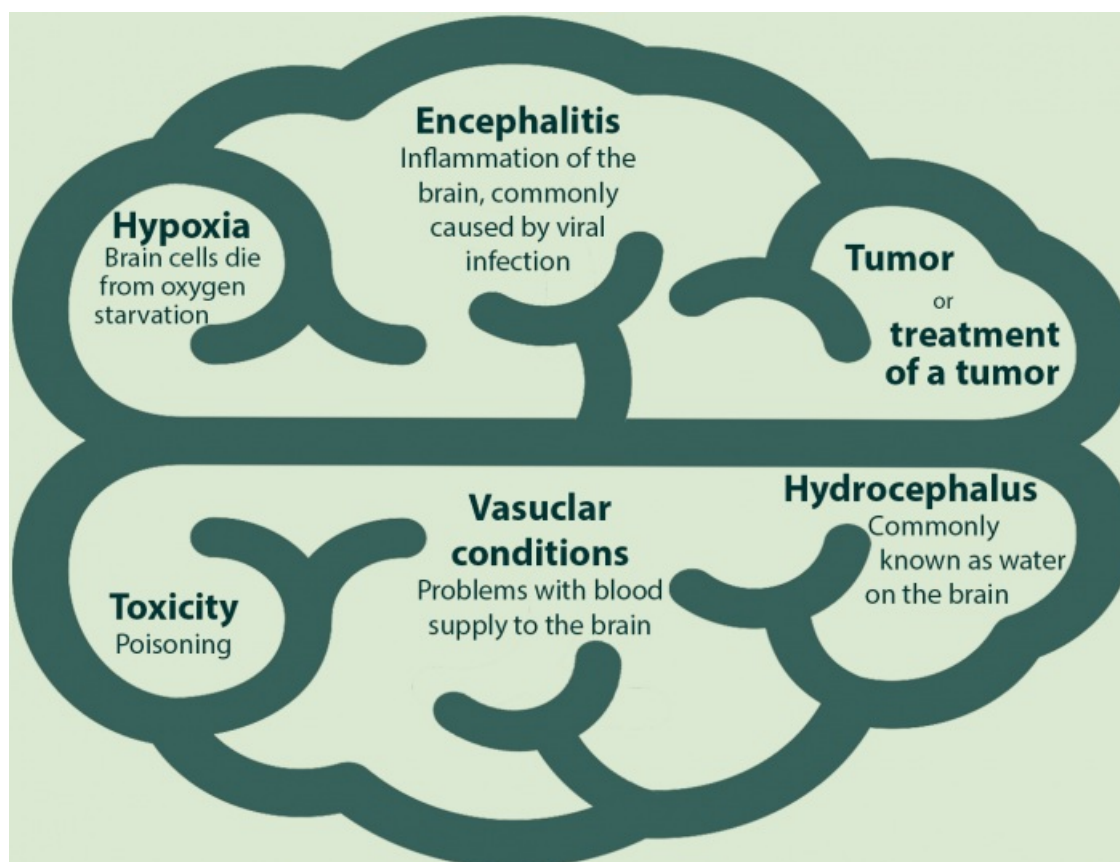 Encephalitis
Inflammation of the
brain, commonly
caused by viral
infection
Hypoxia
Brain cells die
from oxygen
starvation
Tumor
or
treatment
of a tumor
Toxicity
Poisoning
Vasuclar
conditions
Problems with blood
supply to the brain
Hydrocephalus
Commonly
known as water
on the brain